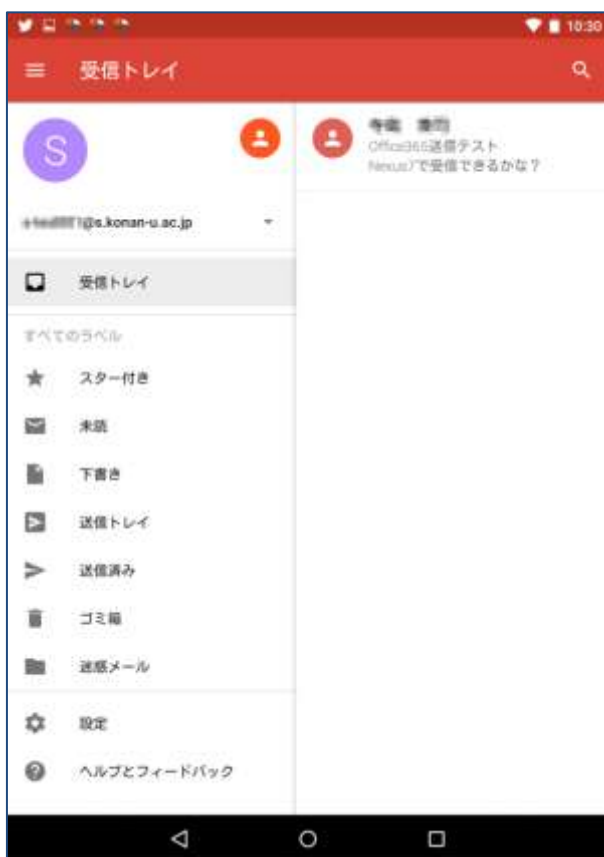 10:30
受信トレイ
S
@s.konan-u.ac.jp
受信トレイ
すべてのラベル
スター付き
未読
下書き
送信トレイ
送信済み
ゴミ箱
迷惑メール
設定
ヘルプとフィードバック
Office365送信テスト
Nexus7で受信できるかな？